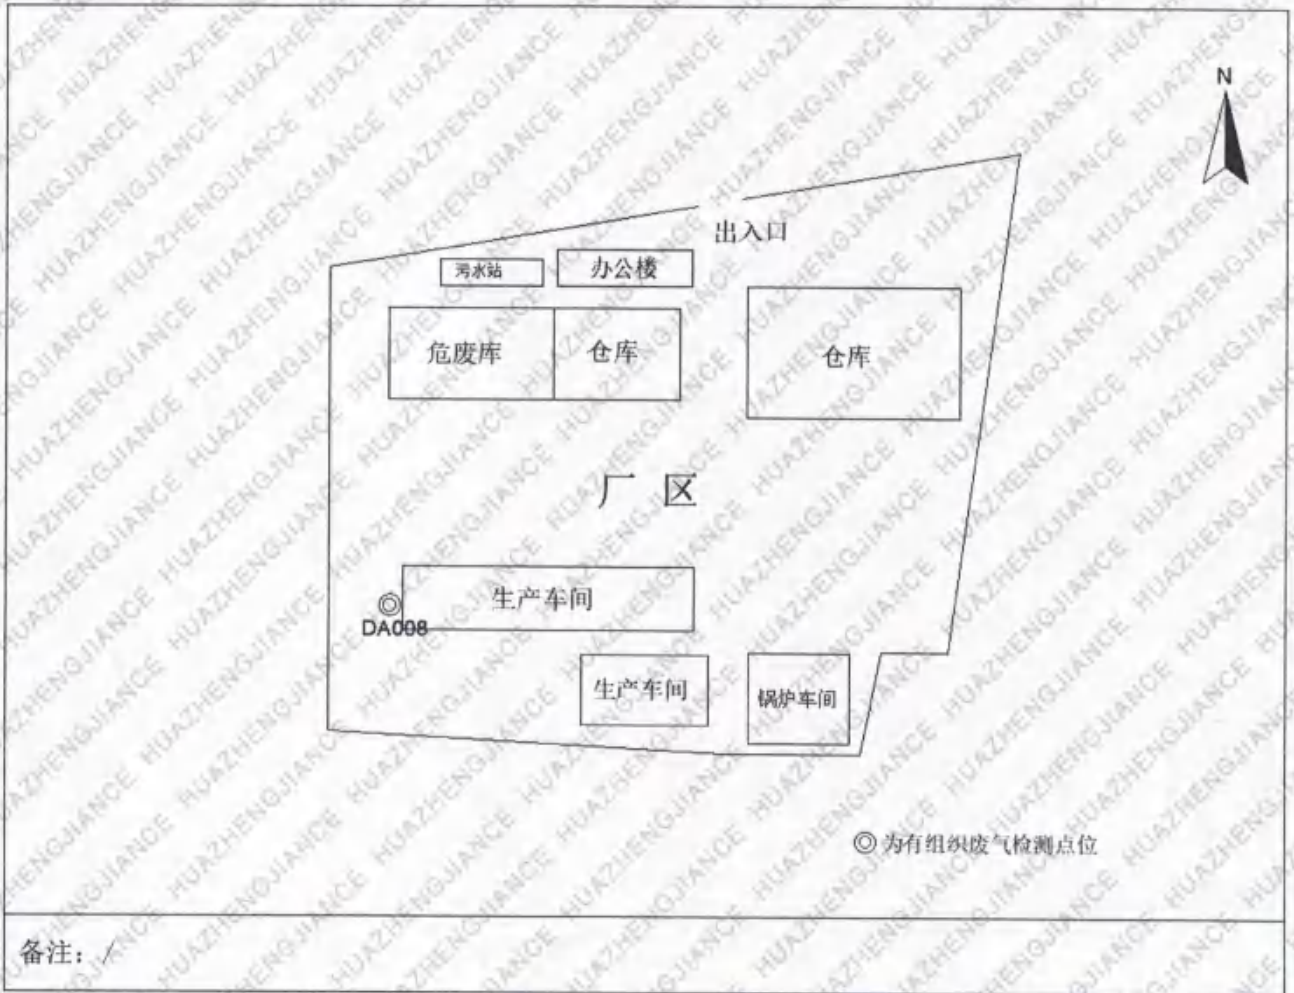 N
出入口
污水站
办公楼
危废库
仓库
仓库
厂 区
生产车间
DA008
生产车间
锅炉车间
◎为有组织废气检测点位
备注： /
HUAZHENGJIANCE